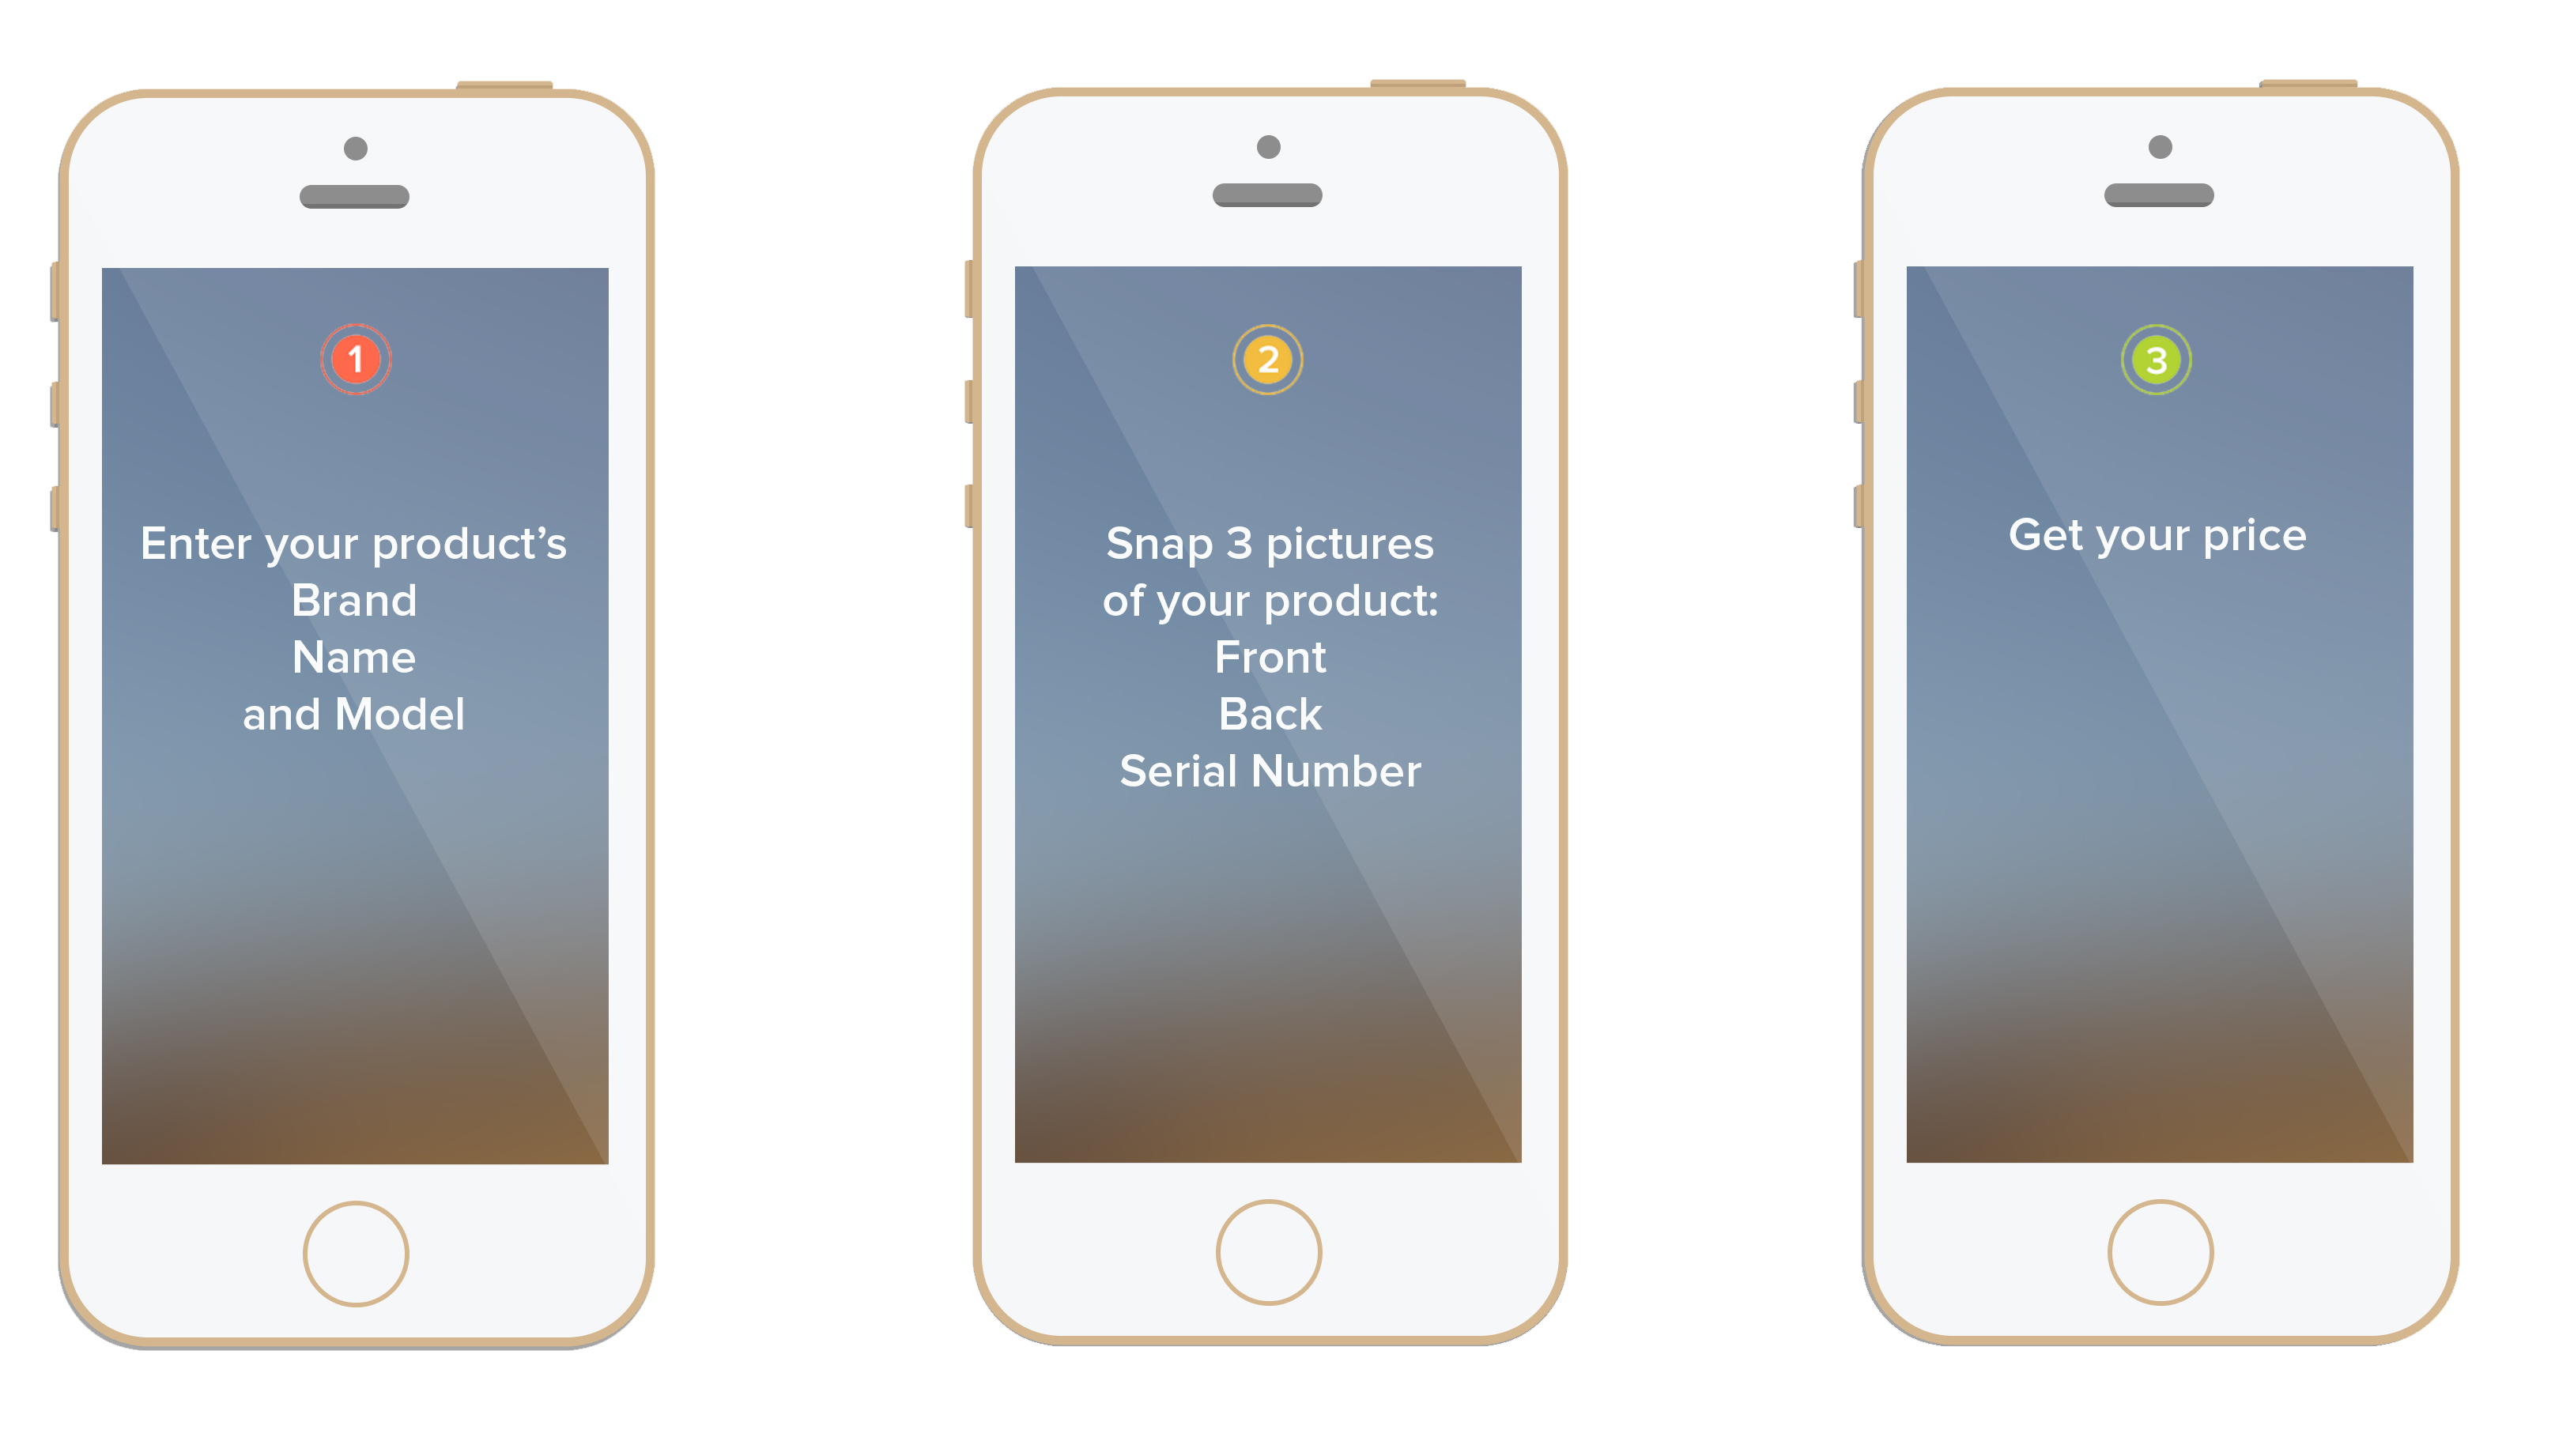 1
Enter your product’s
Brand
Name
and Model
2
Snap 3 pictures
of your product:
Front
Back
Serial Number
3
Get your price